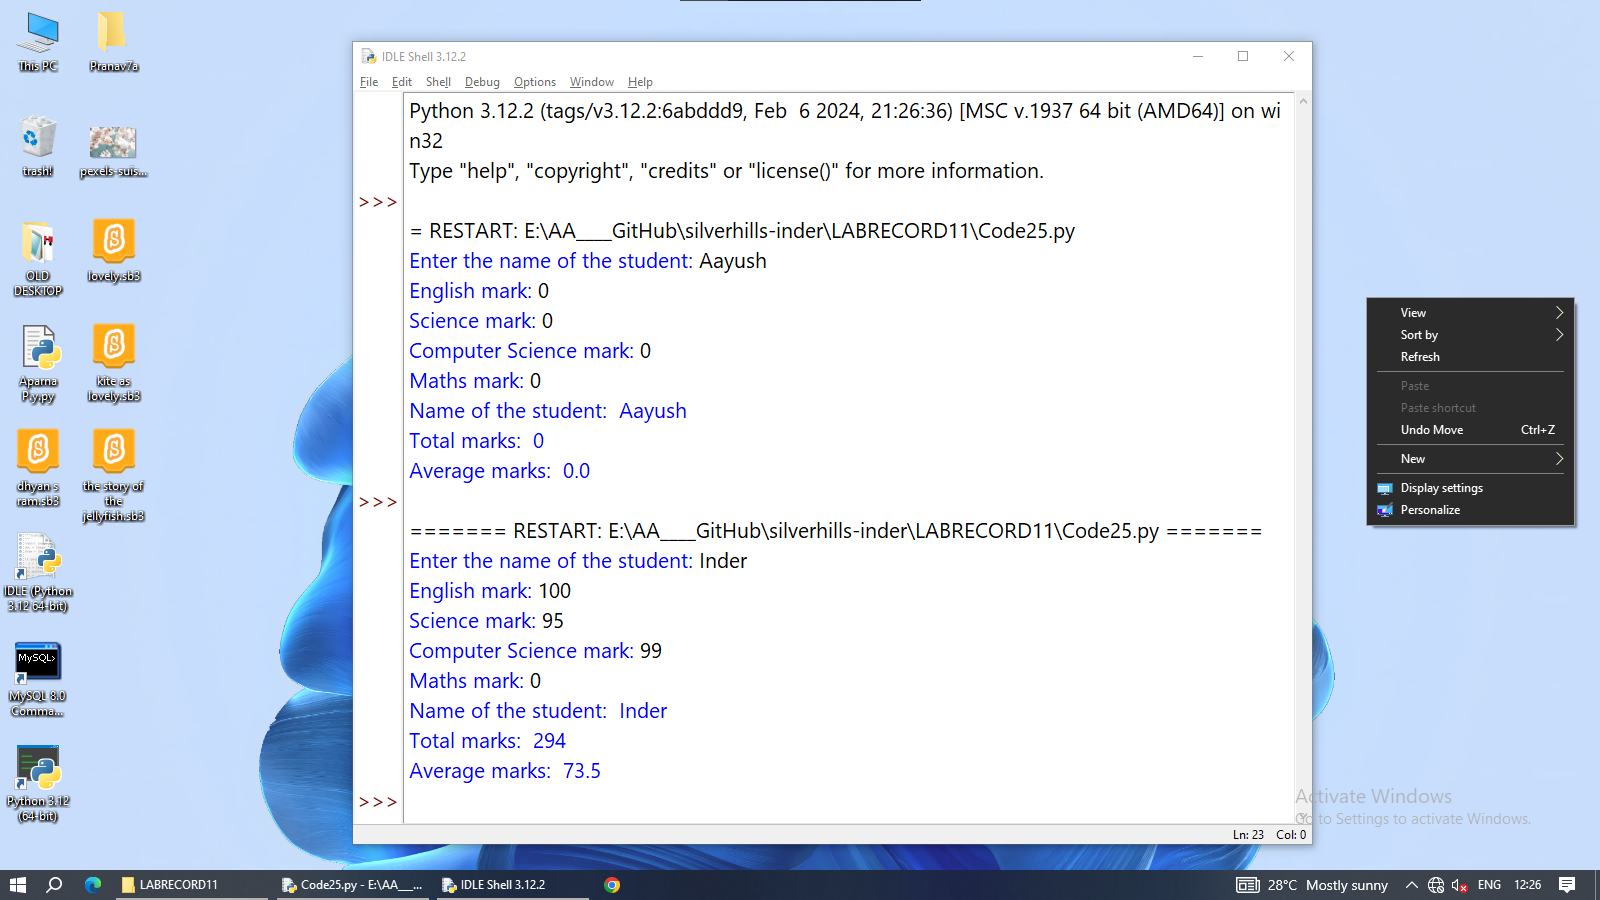 This PC
Pranav7a
trash!
pexels-suis...
OLD
DESKTOP
lovely.sb3
Aparna
P.y.py
kite as
lovely.sb3
dhyan s
ram.sb3
the story of
the
jellyfish.sb3
IDLE (Python
3.12 64-bit)
MySQL>
MySQL 8.0
Comma...
Python 3.12
(64-bit)
IDLE Shell 3.12.2
File Edit Shell Debug Options Window Help
Python 3.12.2 (tags/v3.12.2:6abddd9, Feb  6 2024, 21:26:36) [MSC v.1937 64 bit (AMD64)] on wi
n32
Type "help", "copyright", "credits" or "license()" for more information.
>>>
= RESTART: E:\AA____GitHub\silverhills-inder\LABRECORD11\Code25.py
Enter the name of the student: Aayush
English mark: 0
Science mark: 0
Computer Science mark: 0
Maths mark: 0
Name of the student:  Aayush
Total marks:  0
Average marks:  0.0
>>>
======= RESTART: E:\AA____GitHub\silverhills-inder\LABRECORD11\Code25.py =======
Enter the name of the student: Inder
English mark: 100
Science mark: 95
Computer Science mark: 99
Maths mark: 0
Name of the student:  Inder
Total marks:  294
Average marks:  73.5
>>>
Ln: 23 Col: 0
View
Sort by
Refresh
Paste
Paste shortcut
Undo Move Ctrl+Z
New
Display settings
Personalize
Activate Windows
Go to Settings to activate Windows.
LABRECORD11
Code25.py - E:\AA___...
IDLE Shell 3.12.2
28°C Mostly sunny
ENG
12:26